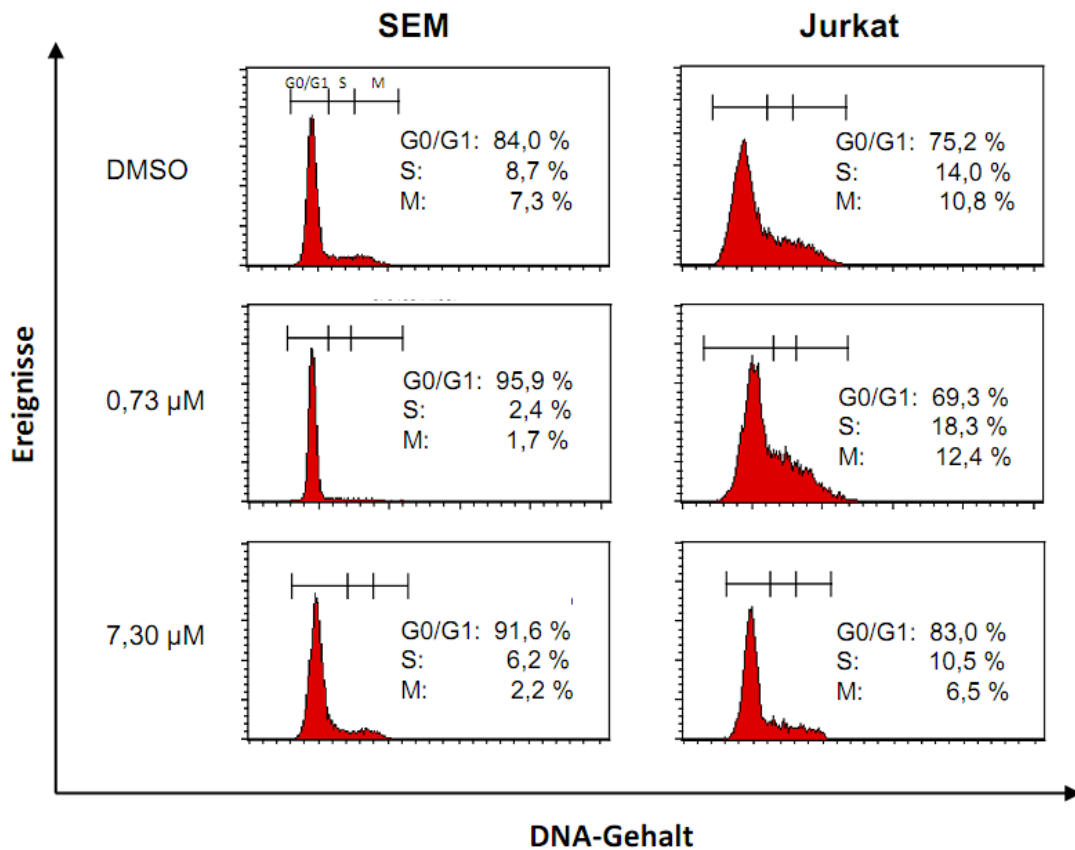 SEM
Jurkat
DMSO
G0/G1 S M
G0/G1: 84,0 %
S: 8,7 %
M: 7,3 %
75,2 %
14,0 %
10,8 %
G0/G1:
S:
M:
0,73 µM
G0/G1: 95,9 %
S: 2,4 %
M: 1,7 %
G0/G1: 69,3 %
S: 18,3 %
M: 12,4 %
7,30 µM
G0/G1: 91,6 %
S: 6,2 %
M: 2,2 %
G0/G1: 83,0 %
S: 10,5 %
M: 6,5 %
Ereignisse
DNA-Gehalt